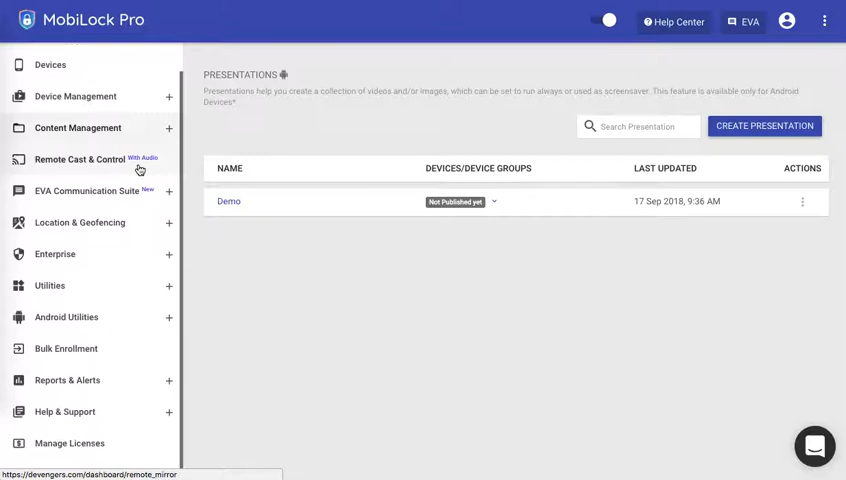 MobiLock Pro
Help Center
EVA
Devices
Device Management
Content Management
Remote Cast & Control With Audio
EVA Communication Suite New
Location & Geofencing
Enterprise
Utilities
Android Utilities
Bulk Enrollment
Reports & Alerts
Help & Support
Manage Licenses
PRESENTATIONS
Presentations help you create a collection of videos and/or images, which can be set to run always or used as screensaver. This feature is available only for Android
Devices*
Search Presentation
CREATE PRESENTATION
NAME DEVICES/DEVICE GROUPS LAST UPDATED ACTIONS
Demo Not Published yet 17 Sep 2018, 9:36 AM
https://devengers.com/dashboard/remote_mirror